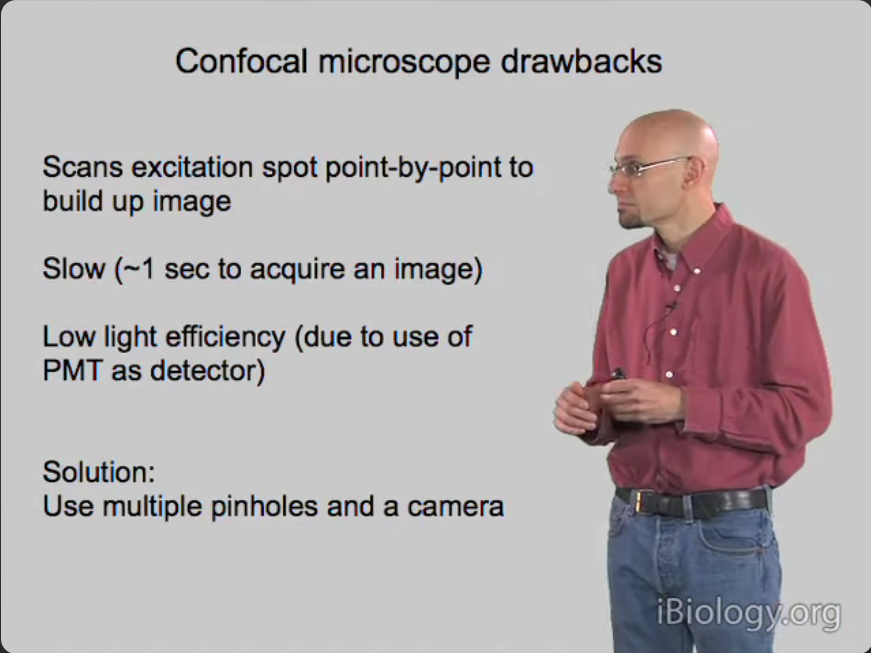 Confocal microscope drawbacks
Scans excitation spot point-by-point to
build up image
Slow (~1 sec to acquire an image)
Low light efficiency (due to use of
PMT as detector)
Solution:
Use multiple pinholes and a camera
iBiology.org